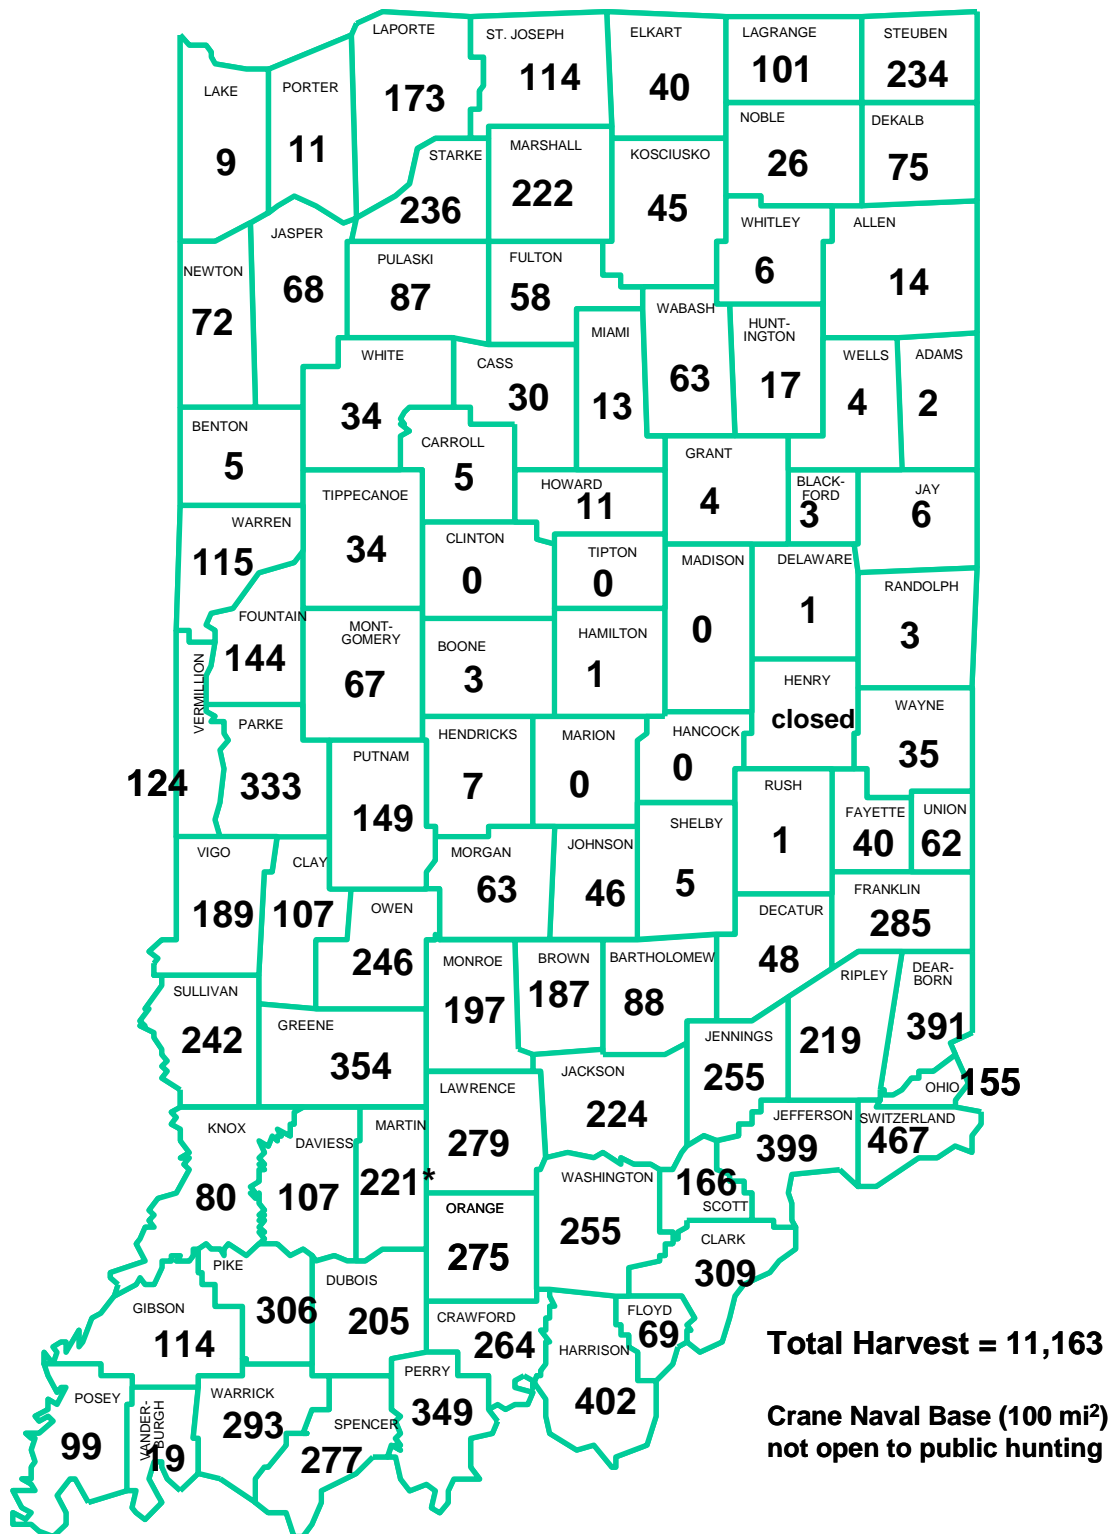 LAPORTE
173
ST. JOSEPH
114
ELKART
40
LAGRANGE
101
STEUBEN
234
LAKE
9
PORTER
11
NOBLE
26
DEKALB
75
STARKE
236
MARSHALL
222
KOSCIUSKO
45
WHITLEY
6
ALLEN
14
JASPER
68
NEWTON
72
PULASKI
87
FULTON
58
WABASH
63
HUNT-
INGTON
17
MIAMI
13
WHITE
34
CASS
30
WELLS
4
ADAMS
2
BENTON
5
CARROLL
5
GRANT
4
HOWARD
11
BLACK-
FORD
3
JAY
6
TIPPECANOE
34
WARREN
115
CLINTON
0
TIPTON
0
MADISON
0
DELAWARE
1
RANDOLPH
3
FOUNTAIN
144
MONT-
GOMERY
67
BOONE
3
HAMILTON
1
HENRY
closed
VERMILLION
124
PARKE
333
WAYNE
35
HENDRICKS
7
MARION
0
HANCOCK
0
PUTNAM
149
RUSH
1
FAYETTE
40
UNION
62
SHELBY
5
VIGO
189
CLAY
107
MORGAN
63
JOHNSON
46
FRANKLIN
285
OWEN
246
DECATUR
48
MONROE
197
BROWN
187
BARTHOLOMEW
88
RIPLEY
219
DEAR-
BORN
391
SULLIVAN
242
GREENE
354
JENNINGS
255
OHIO
155
LAWRENCE
279
JACKSON
224
JEFFERSON
399
SWITZERLAND
467
KNOX
80
DAVIESS
107
MARTIN
221*
WASHINGTON
255
166
SCOTT
ORANGE
275
CLARK
309
PIKE
306
DUBOIS
205
GIBSON
114
CRAWFORD
264
FLOYD
69
HARRISON
402
Total Harvest = 11,163
PERRY
349
POSEY
99
VANDER-
BURGH
19
WARRICK
293
SPENCER
277
Crane Naval Base (100 mi²)
not open to public hunting